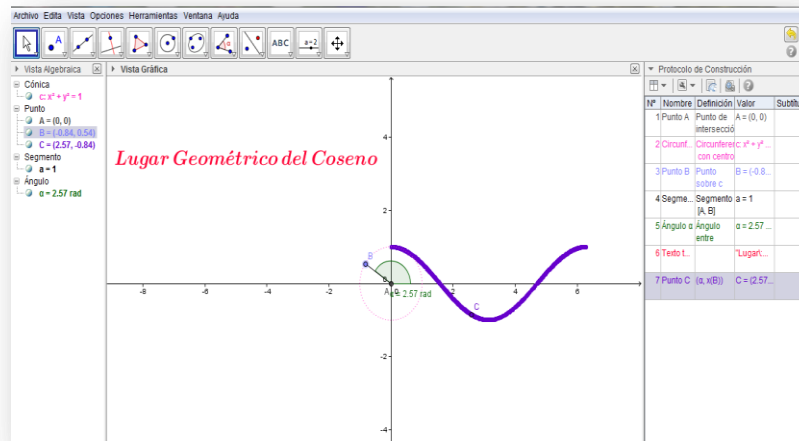 Archivo Edita Vista Opciones Herramientas Ventana Ayuda
A
α
ABC
a=2
Vista Algebraica
Cónica
c: x² + y² = 1
Punto
A = (0, 0)
B = (-0.84, 0.54)
C = (2.57, -0.84)
Segmento
a = 1
Ángulo
α = 2.57 rad
Vista Gráfica
Lugar Geométrico del Coseno
4
2
0
-2
-4
-8 -6 -4 -2 2 4 6
B
A
α = 2.57 rad
C
Protocolo de Construcción
Nº Nombre Definición Valor Subtítu
1 Punto A Punto de intersecció A = (0, 0)
2 Circunf... Circunferen con centro c: x² + y² ...
3 Punto B Punto sobre c B = (-0.8...
4 Segme... Segmento [A, B] a = 1
5 Ángulo α Ángulo entre α = 2.57 ...
6 Texto t... "Lugar\:...
7 Punto C (α, x(B)) C = (2.57...